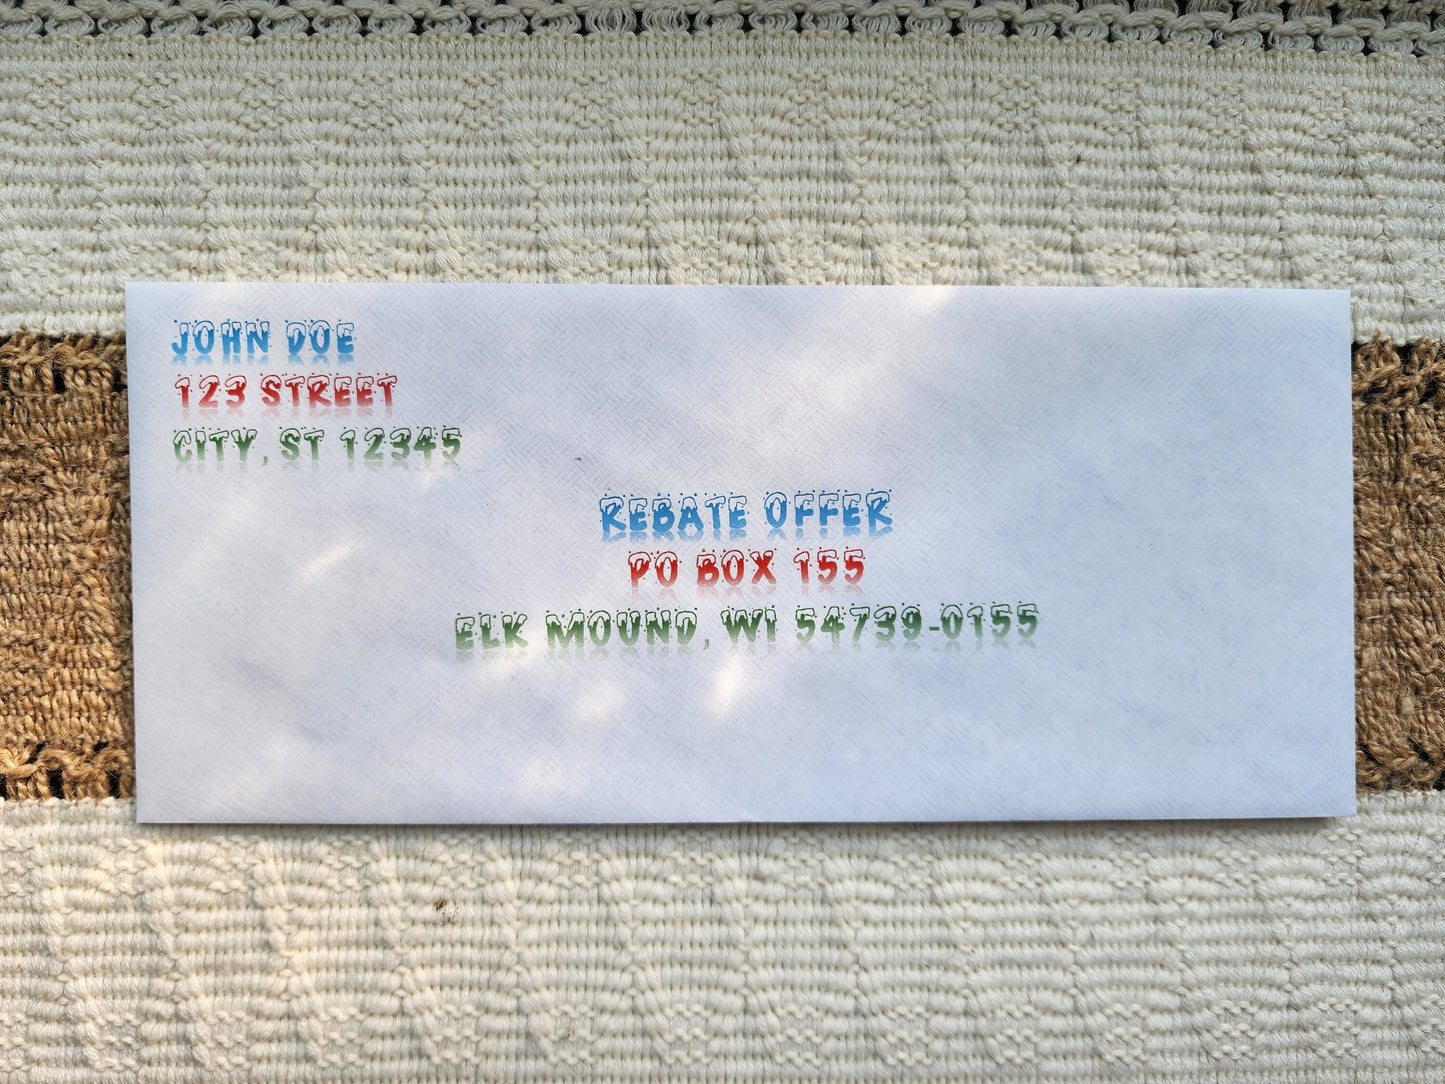 JOHN DOE
123 STREET
CITY, ST 12345
REBATE OFFER
PO BOX 155
ELK MOUND, WI 54739-0155